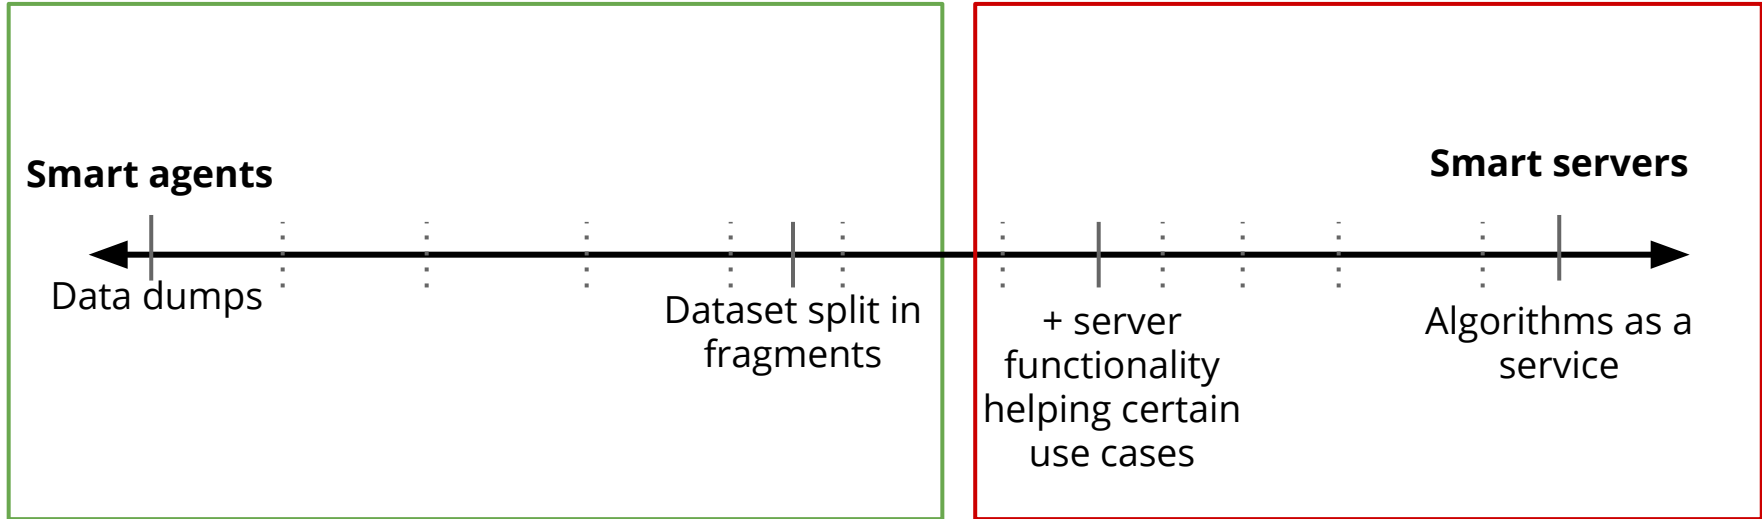 Smart agents
Smart servers
Data dumps
Dataset split in
fragments
+ server
functionality
helping certain
use cases
Algorithms as a
service